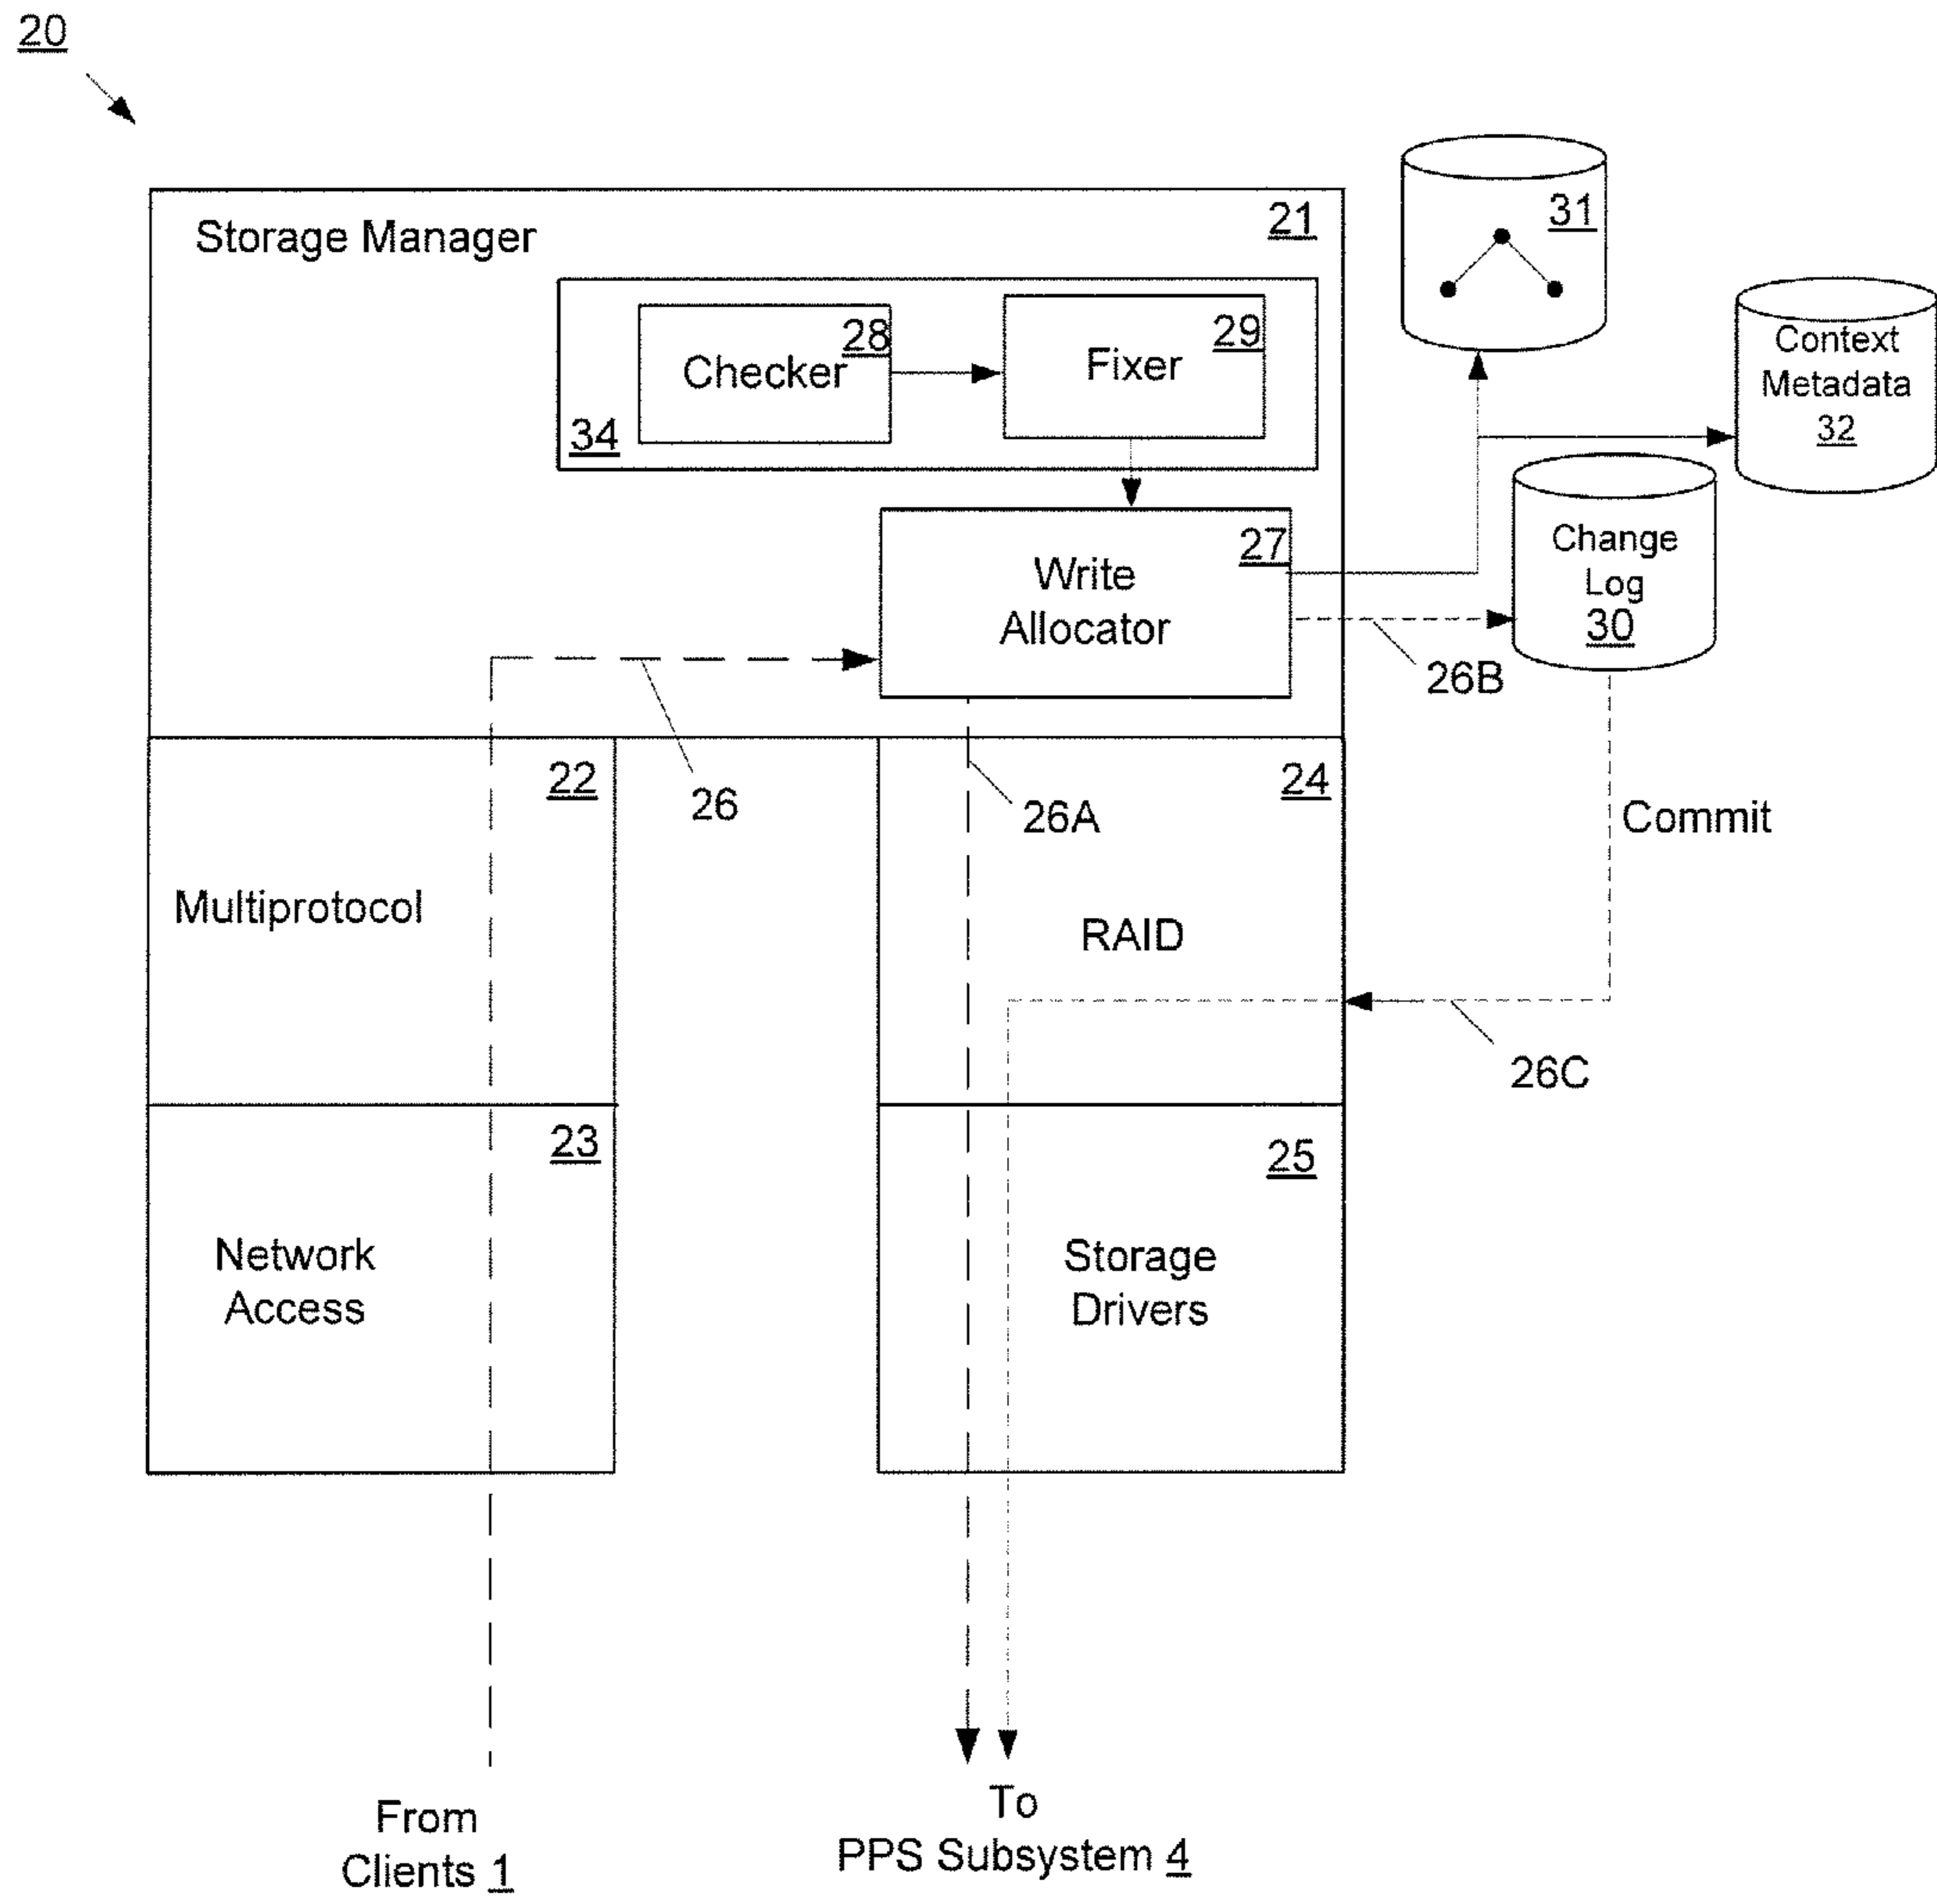 20
Storage Manager
21
31
Checker
28
Fixer
29
34
Context
Metadata
32
Write
Allocator
27
Change
Log
30
26B
26
26A
22
Multiprotocol
24
RAID
Commit
26C
23
Network
Access
25
Storage
Drivers
From
Clients 1
To
PPS Subsystem 4